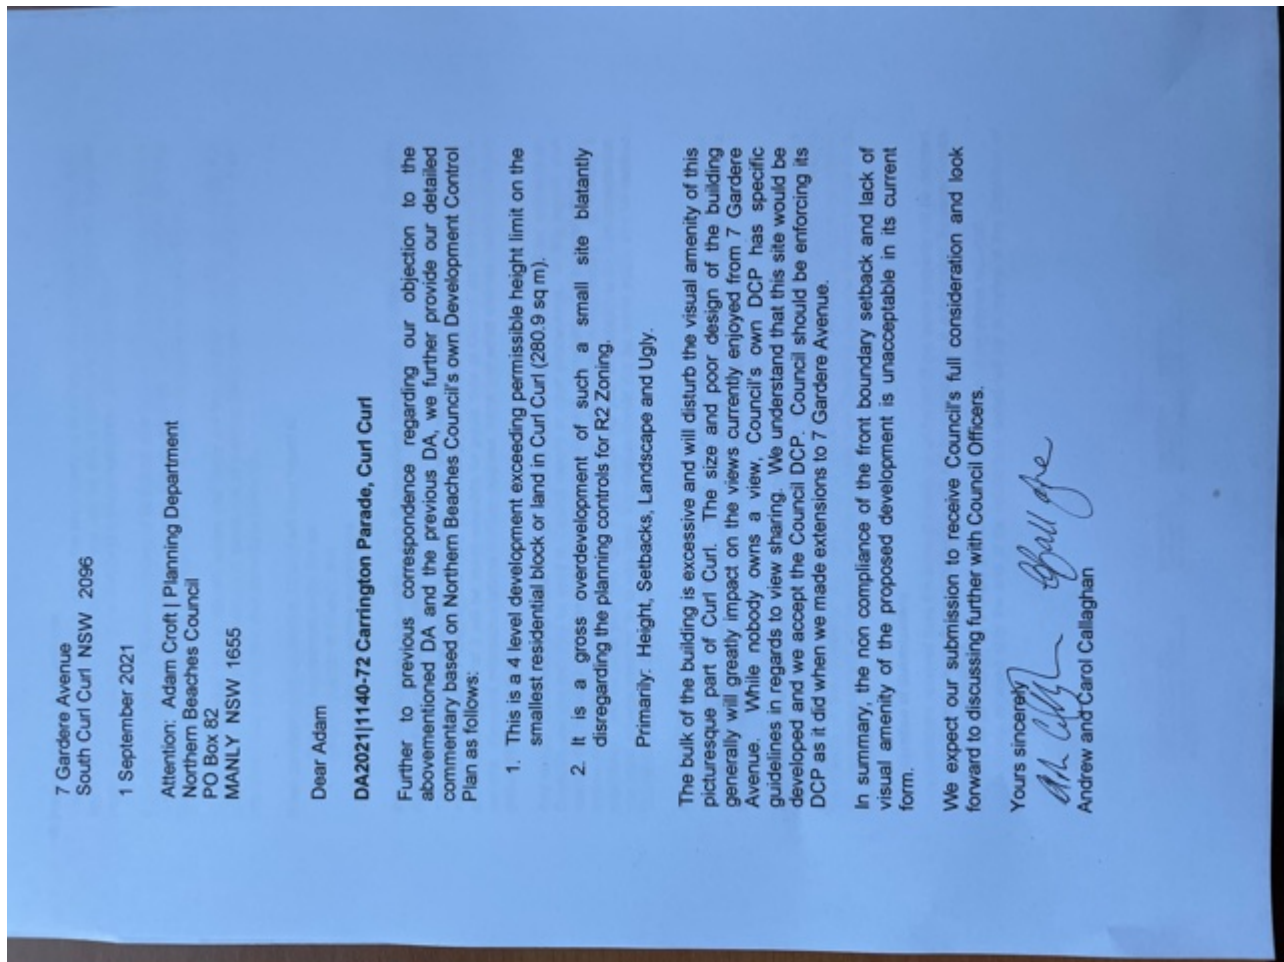 7 Gardere Avenue
South Curl Curl NSW 2096
1 September 2021
Attention: Adam Croft | Planning Department
Northern Beaches Council
PO Box 82
MANLY NSW 1655
Dear Adam
DA2021|1140-72 Carrington Parade, Curl Curl
Further to previous correspondence regarding our objection to the
abovementioned DA and the previous DA, we further provide our detailed
commentary based on Northern Beaches Council's own Development Control
Plan as follows:
1. This is a 4 level development exceeding permissible height limit on the
smallest residential block or land in Curl Curl (280.9 sq m).
2. It is a gross overdevelopment of such a small site blatantly
disregarding the planning controls for R2 Zoning.
Primarily: Height, Setbacks, Landscape and Ugly.
The bulk of the building is excessive and will disturb the visual amenity of this
picturesque part of Curl Curl. The size and poor design of the building
generally will greatly impact on the views currently enjoyed from 7 Gardere
Avenue. While nobody owns a view, Council's own DCP has specific
guidelines in regards to view sharing. We understand that this site would be
developed and we accept the Council DCP. Council should be enforcing its
DCP as it did when we made extensions to 7 Gardere Avenue.
In summary, the non compliance of the front boundary setback and lack of
visual amenity of the proposed development is unacceptable in its current
form.
We expect our submission to receive Council's full consideration and look
forward to discussing further with Council Officers.
Yours sincerely
Andrew and Carol Callaghan